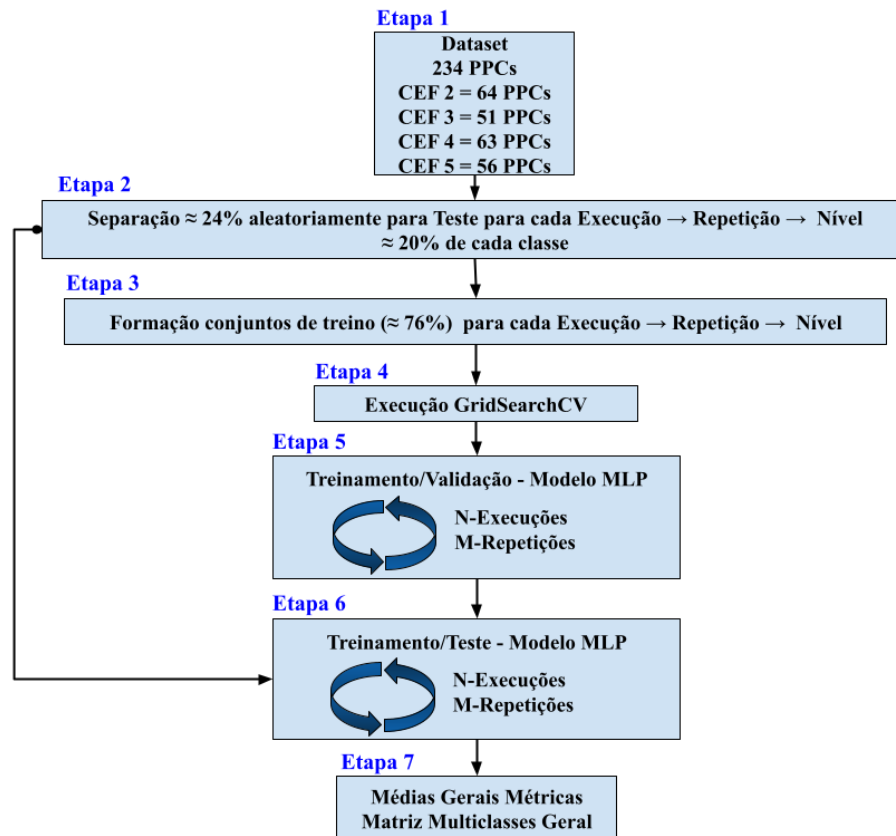 Etapa 1
Dataset
234 PPCs
CEF 2 = 64 PPCs
CEF 3 = 51 PPCs
CEF 4 = 63 PPCs
CEF 5 = 56 PPCs
Etapa 2
Separação ≈ 24% aleatoriamente para Teste para cada Execução → Repetição → Nível
≈ 20% de cada classe
Etapa 3
Formação conjuntos de treino (≈ 76%) para cada Execução → Repetição → Nível
Etapa 4
Execução GridSearchCV
Etapa 5
Treinamento/Validação - Modelo MLP
N-Execuções
M-Repetições
Etapa 6
Treinamento/Teste - Modelo MLP
N-Execuções
M-Repetições
Etapa 7
Médias Gerais Métricas
Matriz Multiclasses Geral